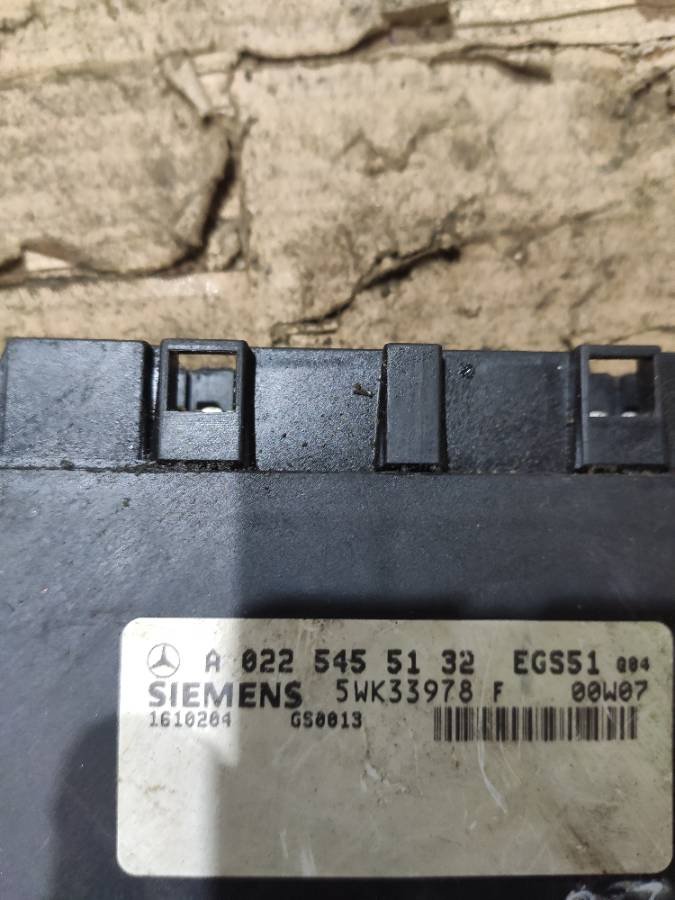 A 022 545 51 32 EGS51 Q04
SIEMENS 5WK33978 F 00W07
1610204 GS0013